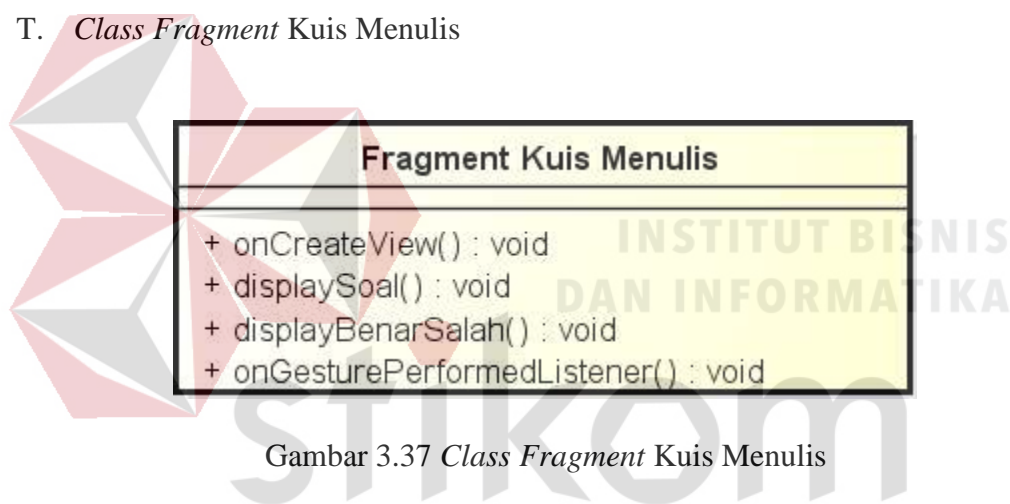 T. Class Fragment Kuis Menulis
Fragment Kuis Menulis
+ onCreateView() : void
+ displaySoal() : void
+ displayBenarSalah() : void
+ onGesturePerformedListener() : void
INSTITUT BISNIS
DAN INFORMATIKA
stikom
Gambar 3.37 Class Fragment Kuis Menulis